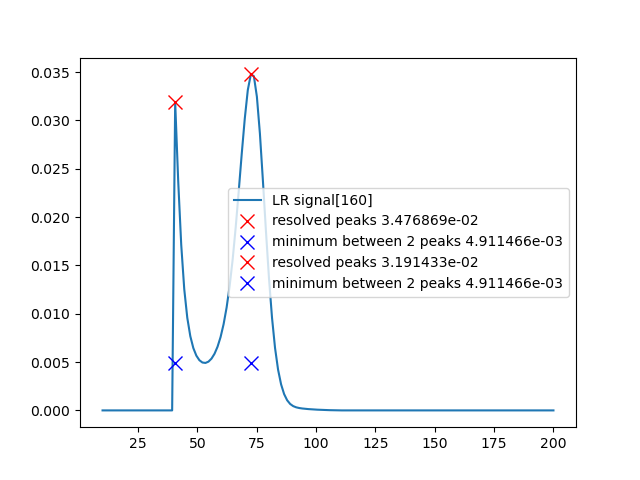 0.035
0.030
0.025
0.020
0.015
0.010
0.005
0.000
LR signal[160]
resolved peaks 3.476869e-02
minimum between 2 peaks 4.911466e-03
resolved peaks 3.191433e-02
minimum between 2 peaks 4.911466e-03
25 50 75 100 125 150 175 200